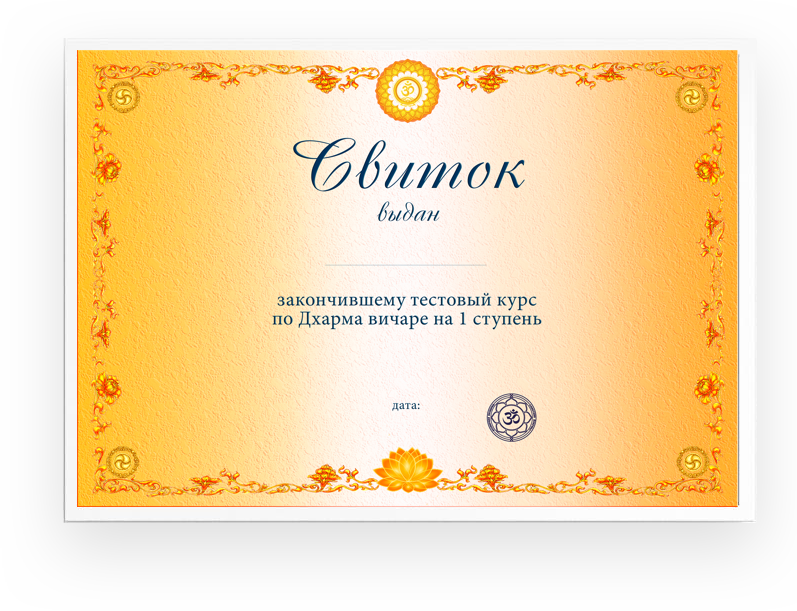 Свиток
выдан
закончившему тестовый курс
по Дхарма вичаре на 1 ступень
дата:
ॐ
ॐ